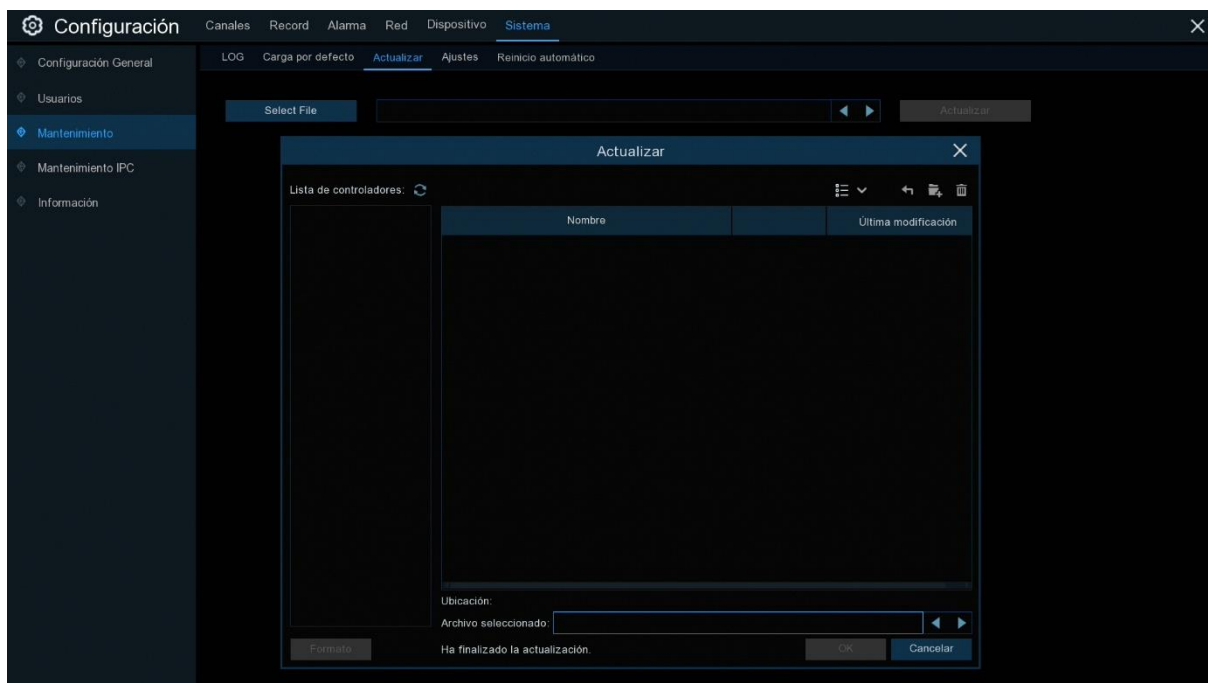 Configuración
Canales Record Alarma Red Dispositivo Sistema
Configuración General
Usuarios
Mantenimiento
Mantenimiento IPC
Información
LOG Carga por defecto Actualizar Ajustes Reinicio automático
Select File Actualizar
Actualizar
Lista de controladores:
Nombre Última modificación
Ubicación:
Archivo seleccionado:
Formato Ha finalizado la actualización. OK Cancelar